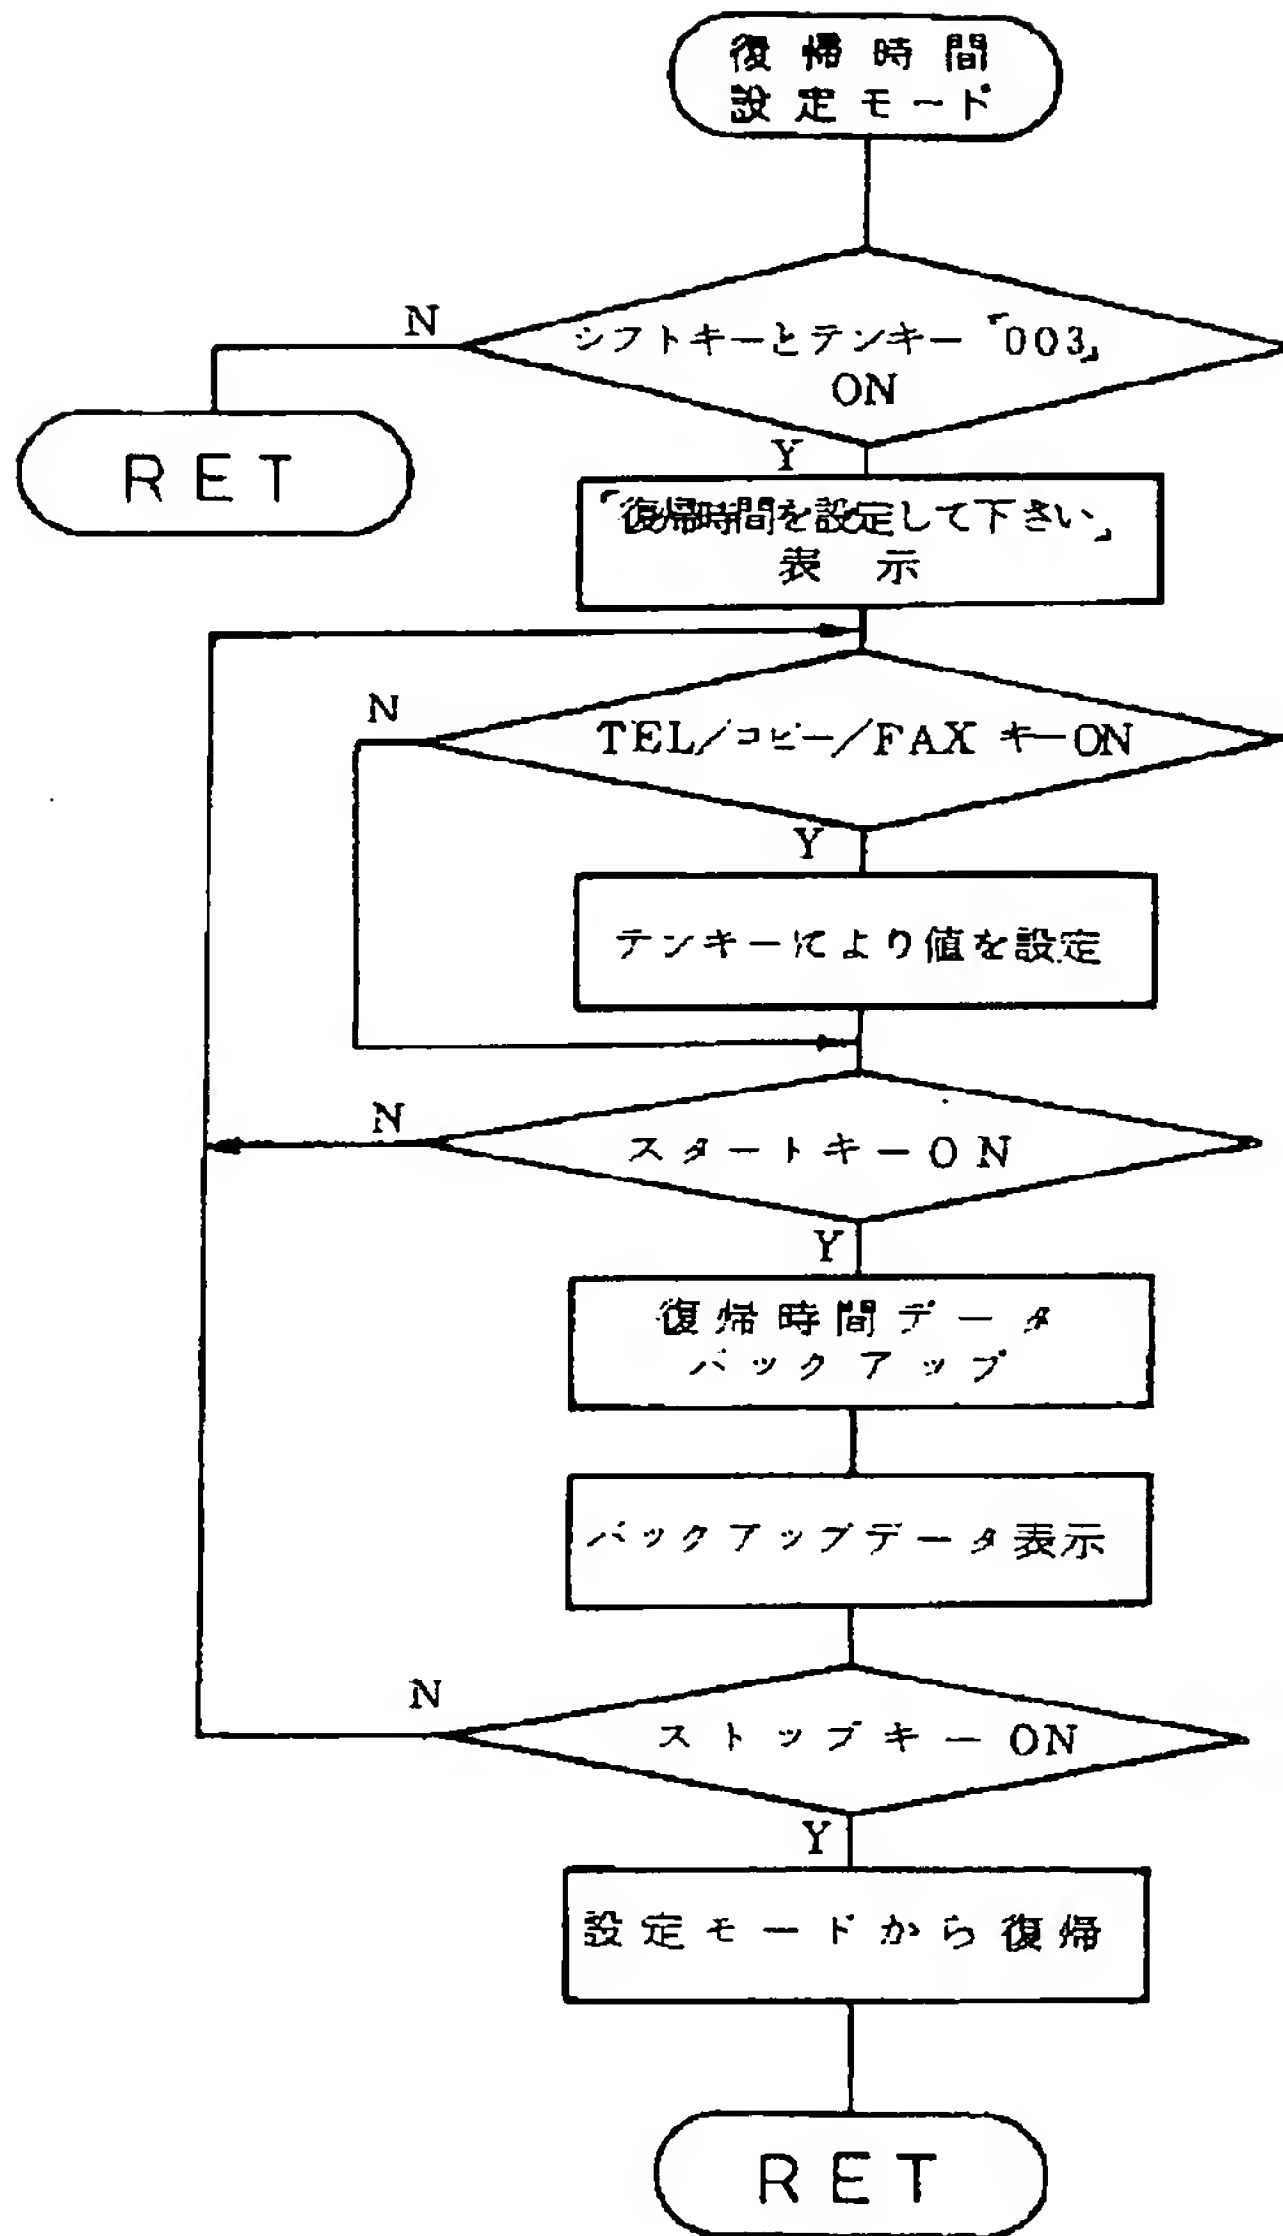 復帰時間
設定モード
N
シフトキーとテンキー「003」
ON
RET
Y
「復帰時間を設定して下さい」
表示
N
TEL/コピー/FAX キーON
Y
テンキーにより値を設定
N
スタートキーON
Y
復帰時間データ
バックアップ
バックアップデータ表示
N
ストップキーON
Y
設定モードから復帰
RET